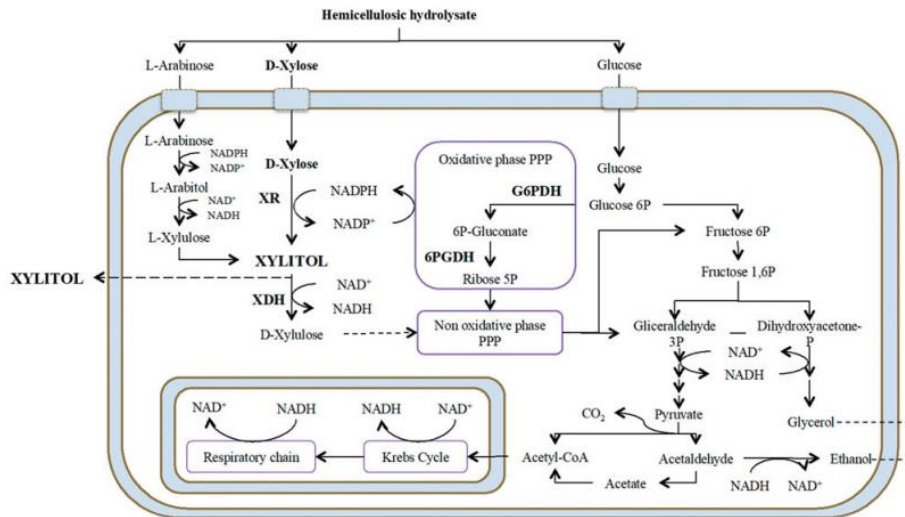 Hemicellulosic hydrolysate
L-Arabinose
D-Xylose
Glucose
L-Arabinose
NADPH
NADP⁺
L-Arabitol
NAD⁺
NADH
L-Xylulose
D-Xylose
XR
NADPH
NADP⁺
XYLITOL
XYLITOL
XDH
NAD⁺
NADH
D-Xylulose
Oxidative phase PPP
G6PDH
6P-Gluconate
6PGDH
Ribose 5P
Non oxidative phase
PPP
Glucose
Glucose 6P
Fructose 6P
Fructose 1,6P
Gliceraldehyde
3P
Dihydroxyacetone-
P
NAD⁺
NADH
Glycerol
CO₂
Pyruvate
Acetyl-CoA
Acetaldehyde
Acetate
Ethanol
NADH
NAD⁺
NAD⁺
NADH
NADH
NAD⁺
Respiratory chain
Krebs Cycle